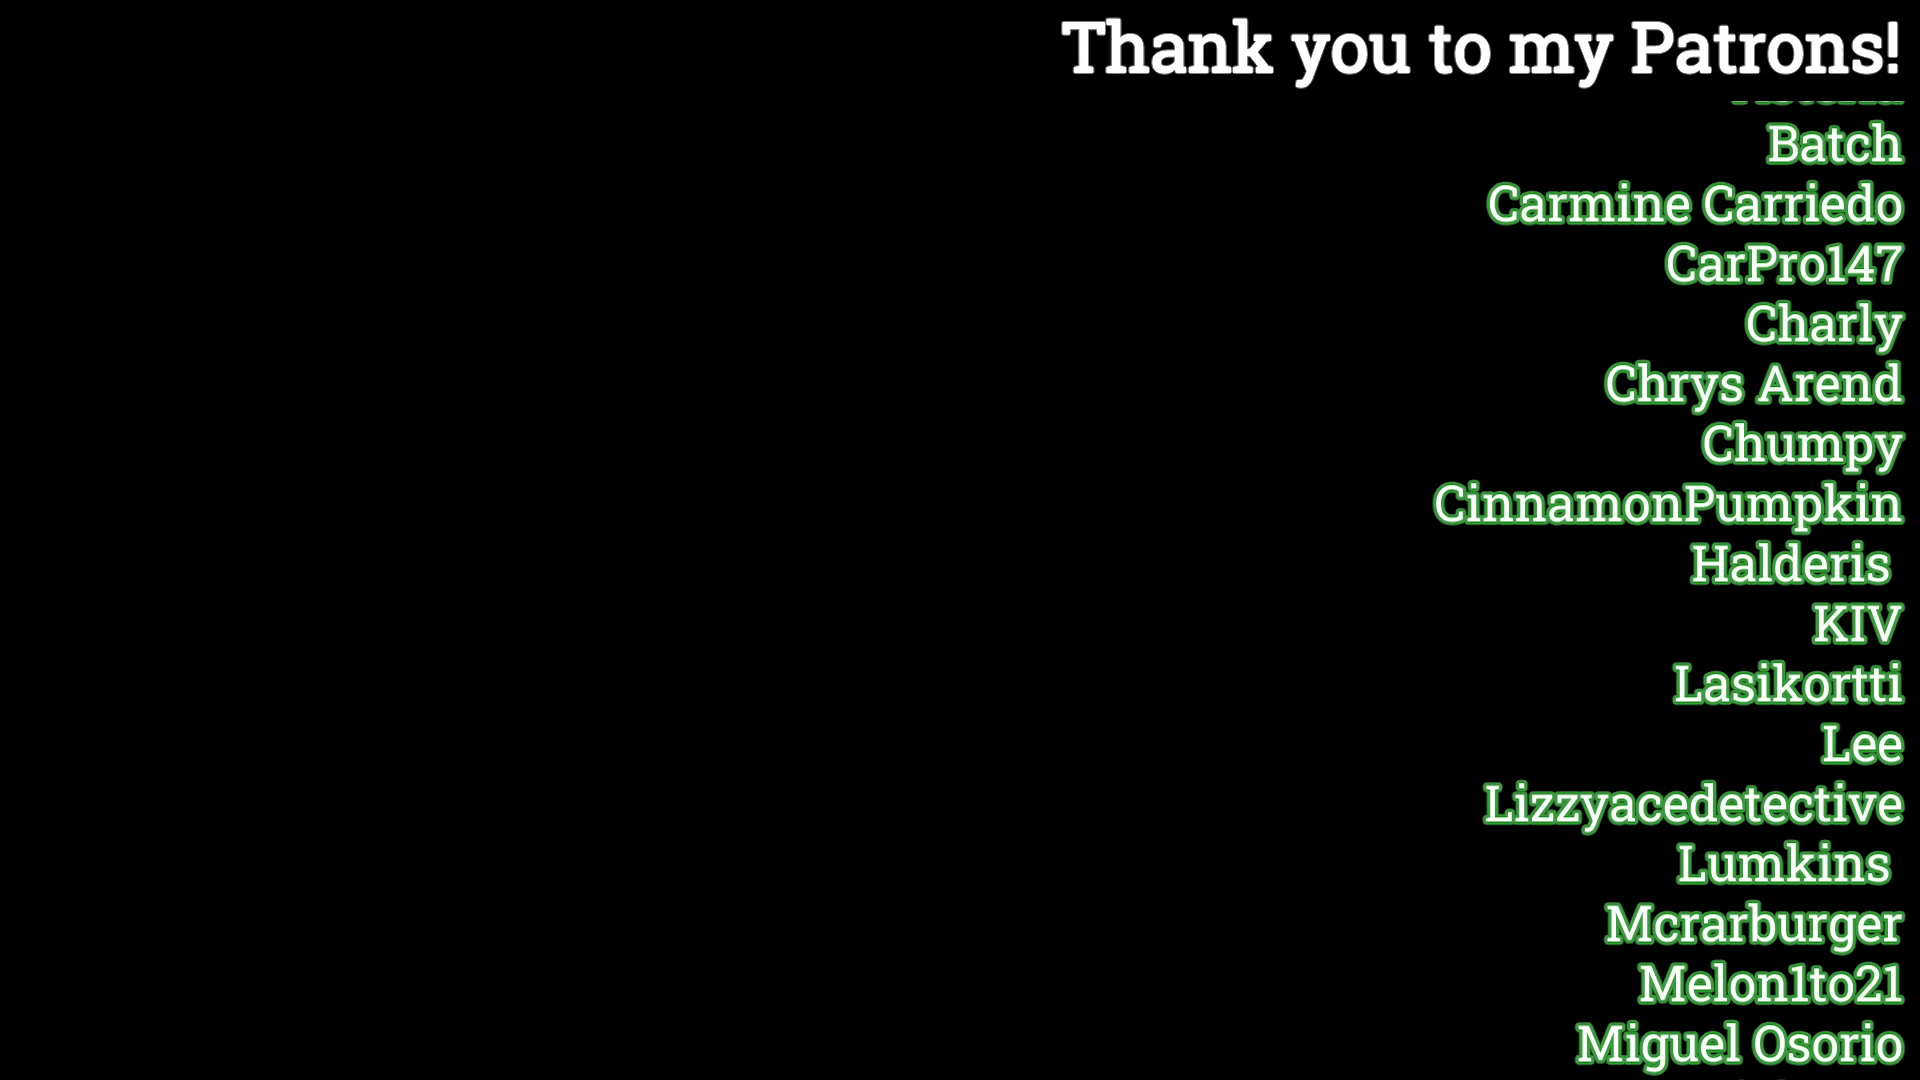 Thank you to my Patrons!
Batch
Carmine Carriedo
CarPro147
Charly
Chrys Arend
Chumpy
CinnamonPumpkin
Halderis
KIV
Lasikortti
Lee
Lizzyacedetective
Lumkins
Mcrarburger
Melon1to21
Miguel Osorio